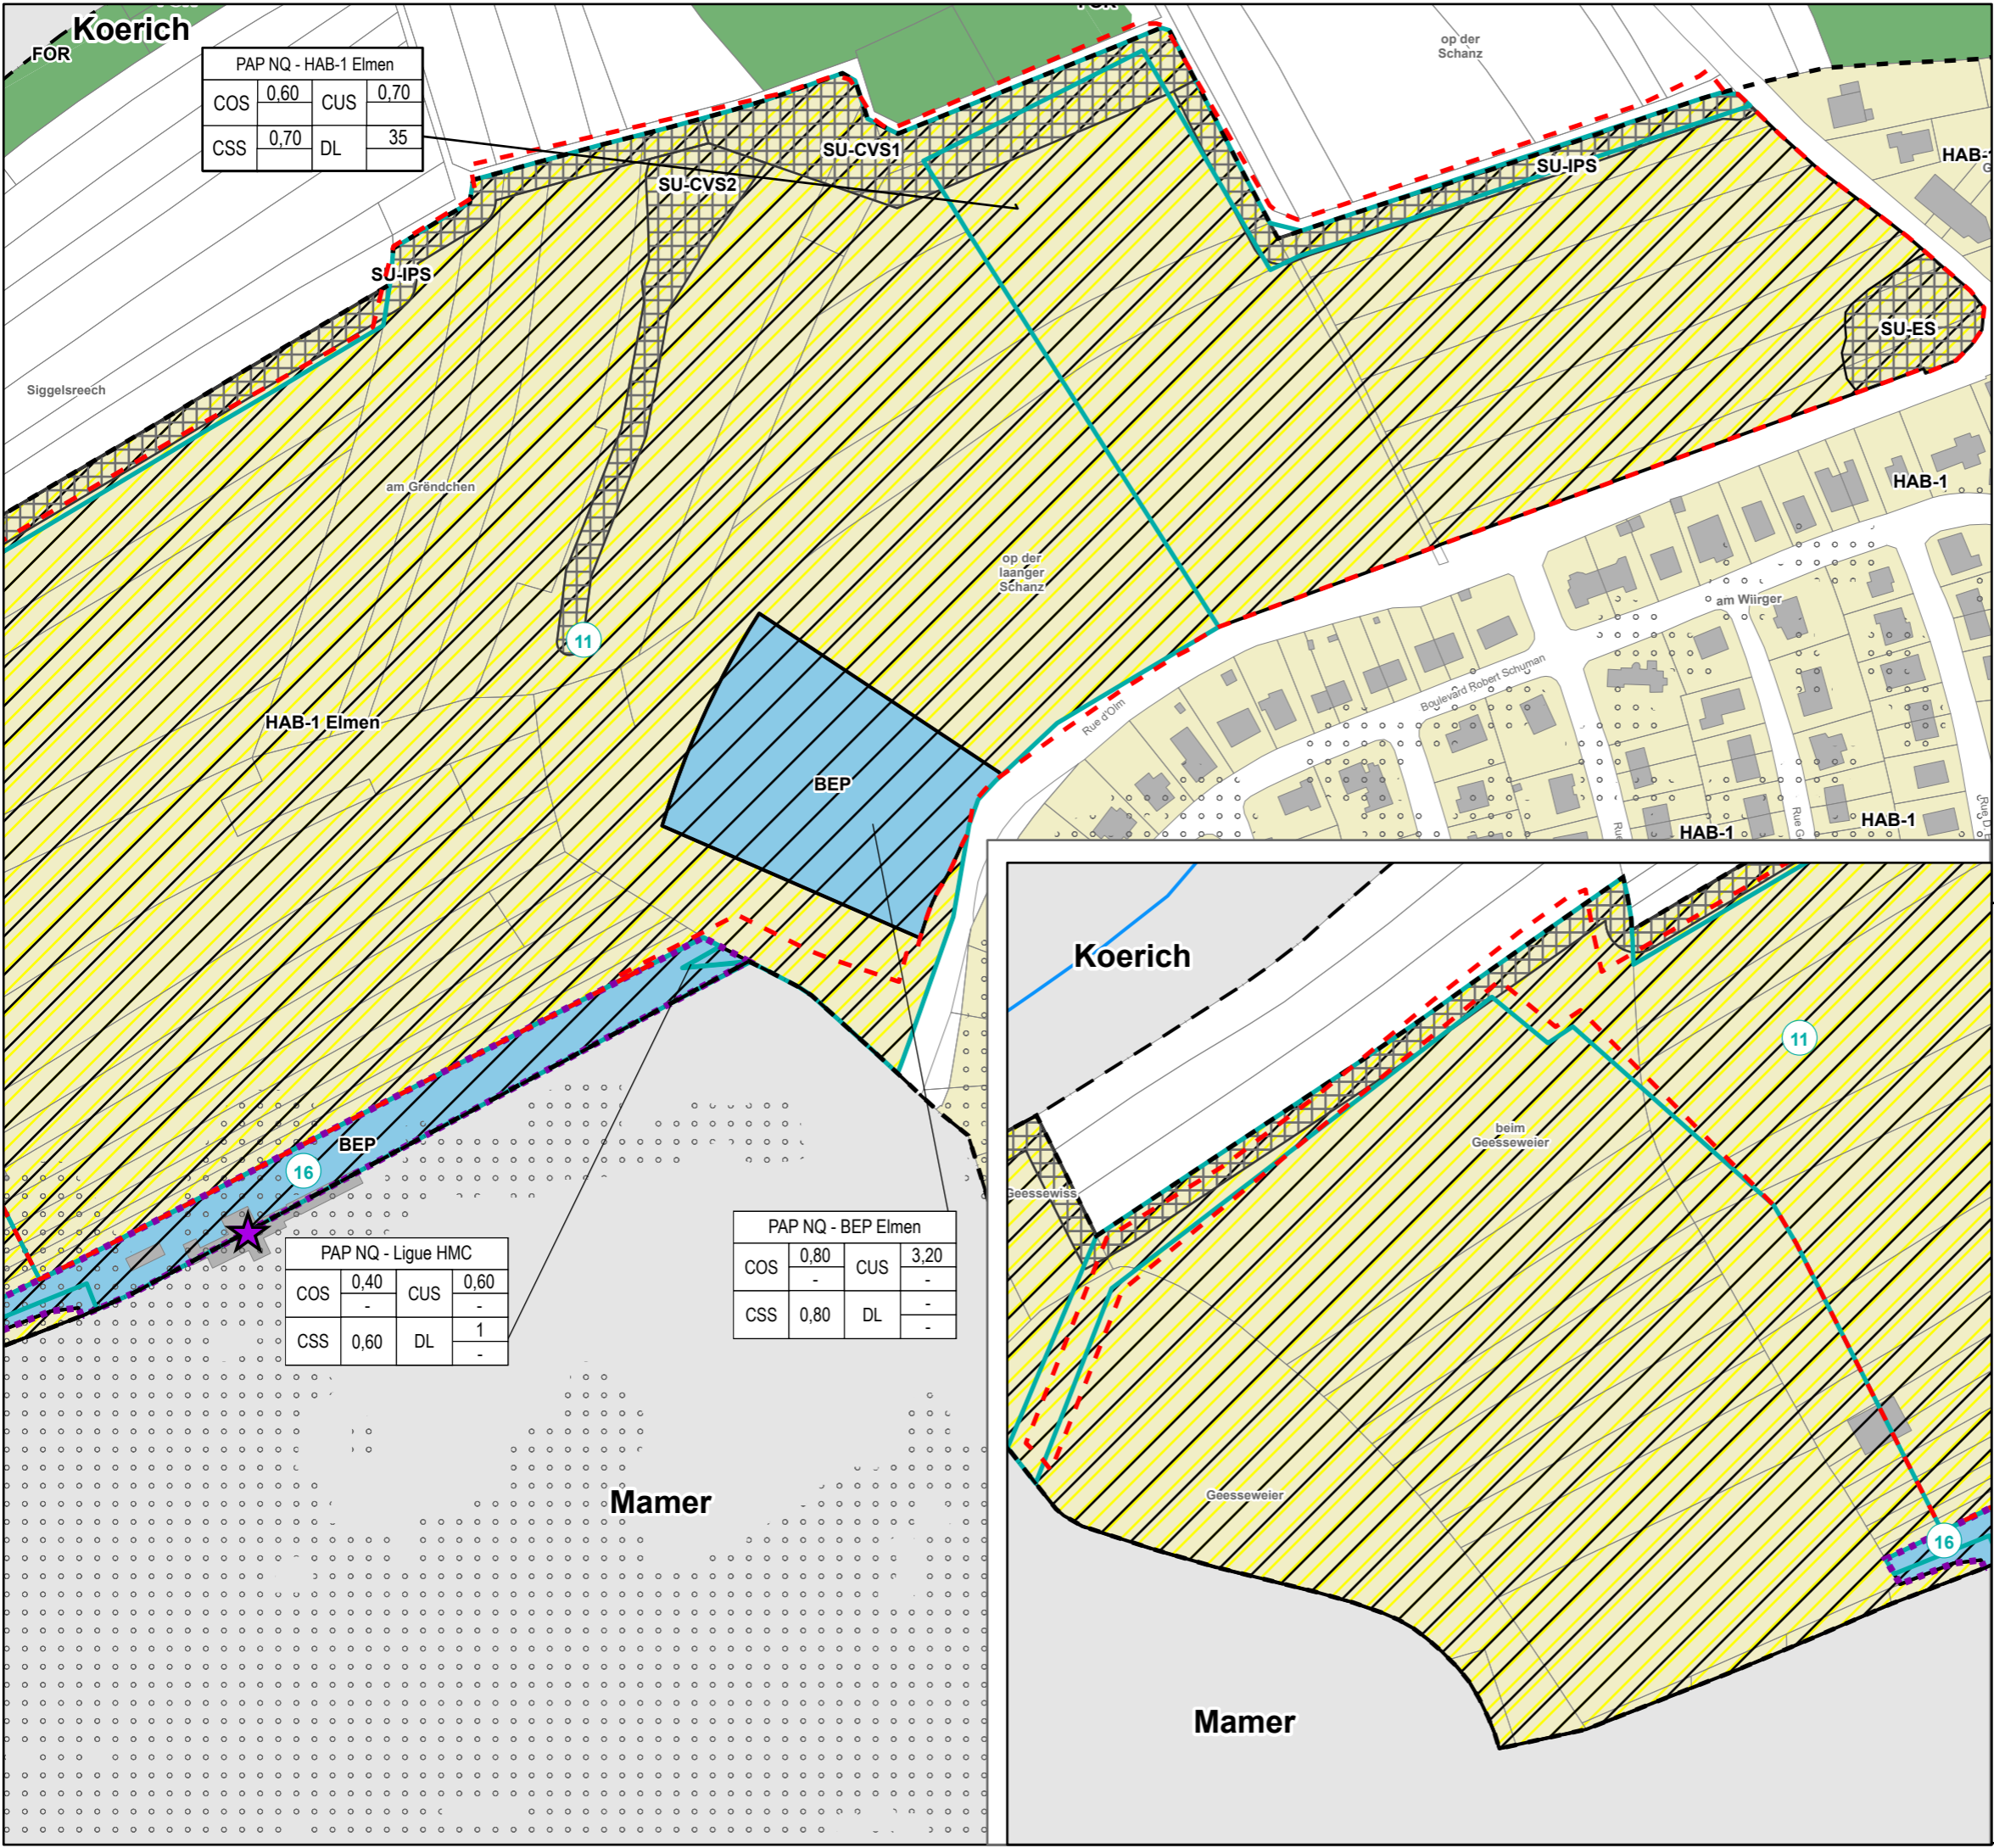 Koerich
FOR
FOR
PAP NQ - HAB-1 Elmen
COS 0,60 CUS 0,70
CSS 0,70 DL 35
op der
Schanz
HAB-1
SU-CVS1
SU-CVS2
SU-IPS
SU-IPS
SU-ES
Siggelsreech
am Grëndchen
HAB-1
op der
laanger
Schanz
am Wiirger
11
Boulevard Robert Schuman
Rue d'Olm
HAB-1 Elmen
BEP
HAB-1
HAB-1
BEP
16
PAP NQ - Ligue HMC
COS 0,40 CUS 0,60
- -
CSS 0,60 DL 1
-
PAP NQ - BEP Elmen
COS 0,80 CUS 3,20
- -
CSS 0,80 DL -
-
Mamer
Koerich
11
beim
Geesseweier
Geessewiss
Geesseweier
16
Mamer